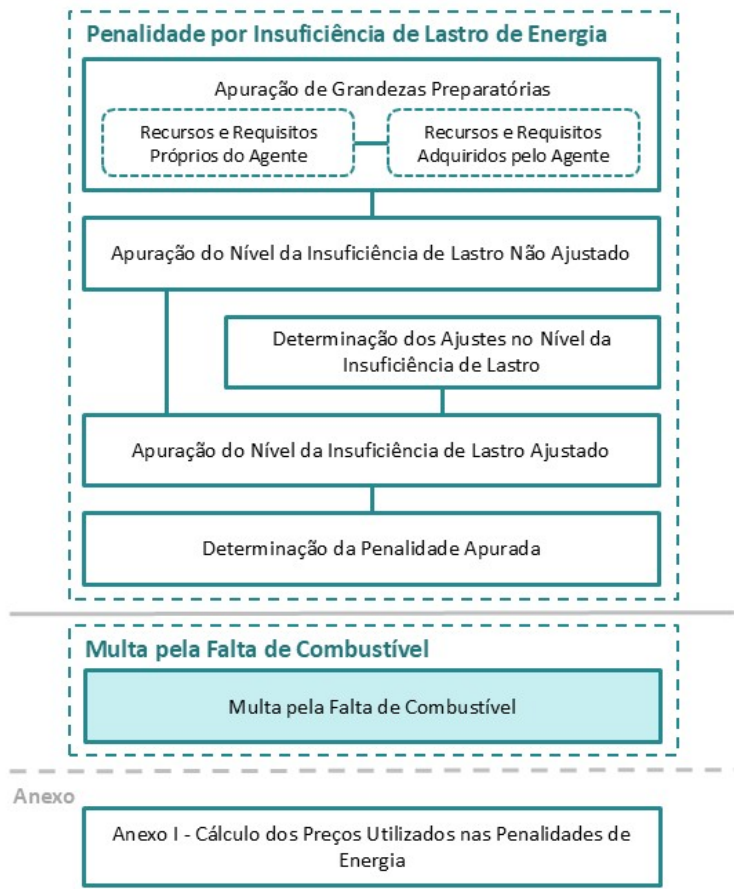 Penalidade por Insuficiência de Lastro de Energia
Apuração de Grandezas Preparatórias
Recursos e Requisitos
Próprios do Agente
Recursos e Requisitos
Adquiridos pelo Agente
Apuração do Nível da Insuficiência de Lastro Não Ajustado
Determinação dos Ajustes no Nível da
Insuficiência de Lastro
Apuração do Nível da Insuficiência de Lastro Ajustado
Determinação da Penalidade Apurada
Multa pela Falta de Combustível
Multa pela Falta de Combustível
Anexo
Anexo I - Cálculo dos Preços Utilizados nas Penalidades de
Energia